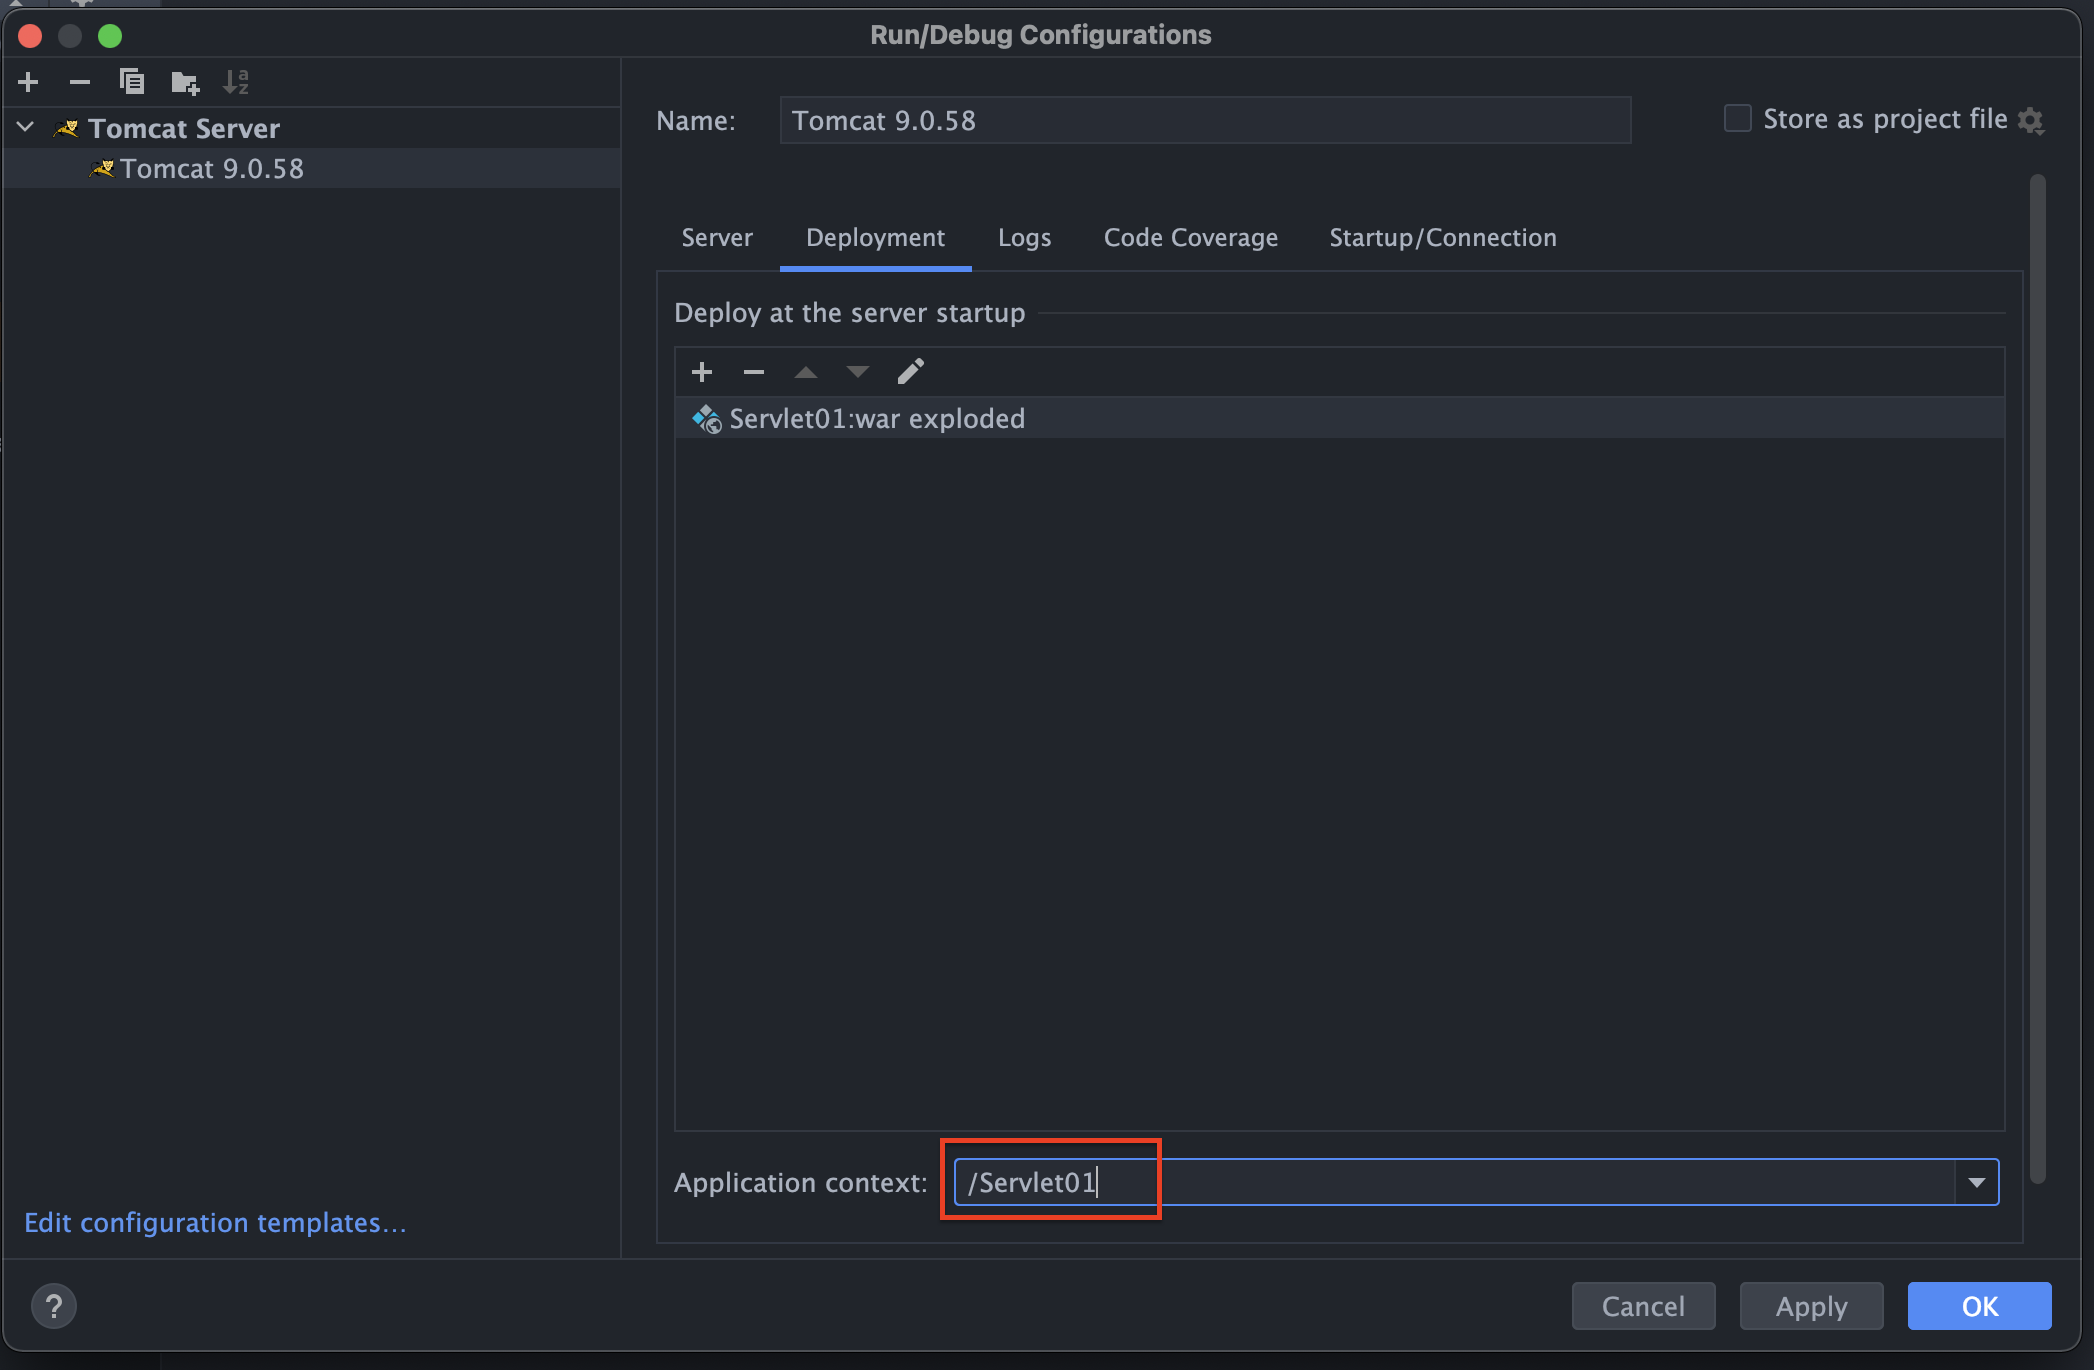 Run/Debug Configurations
Tomcat Server
Tomcat 9.0.58
Name: Tomcat 9.0.58 Store as project file
Server Deployment Logs Code Coverage Startup/Connection
Deploy at the server startup
Servlet01:war exploded
Application context: /Servlet01
Edit configuration templates...
? Cancel Apply OK